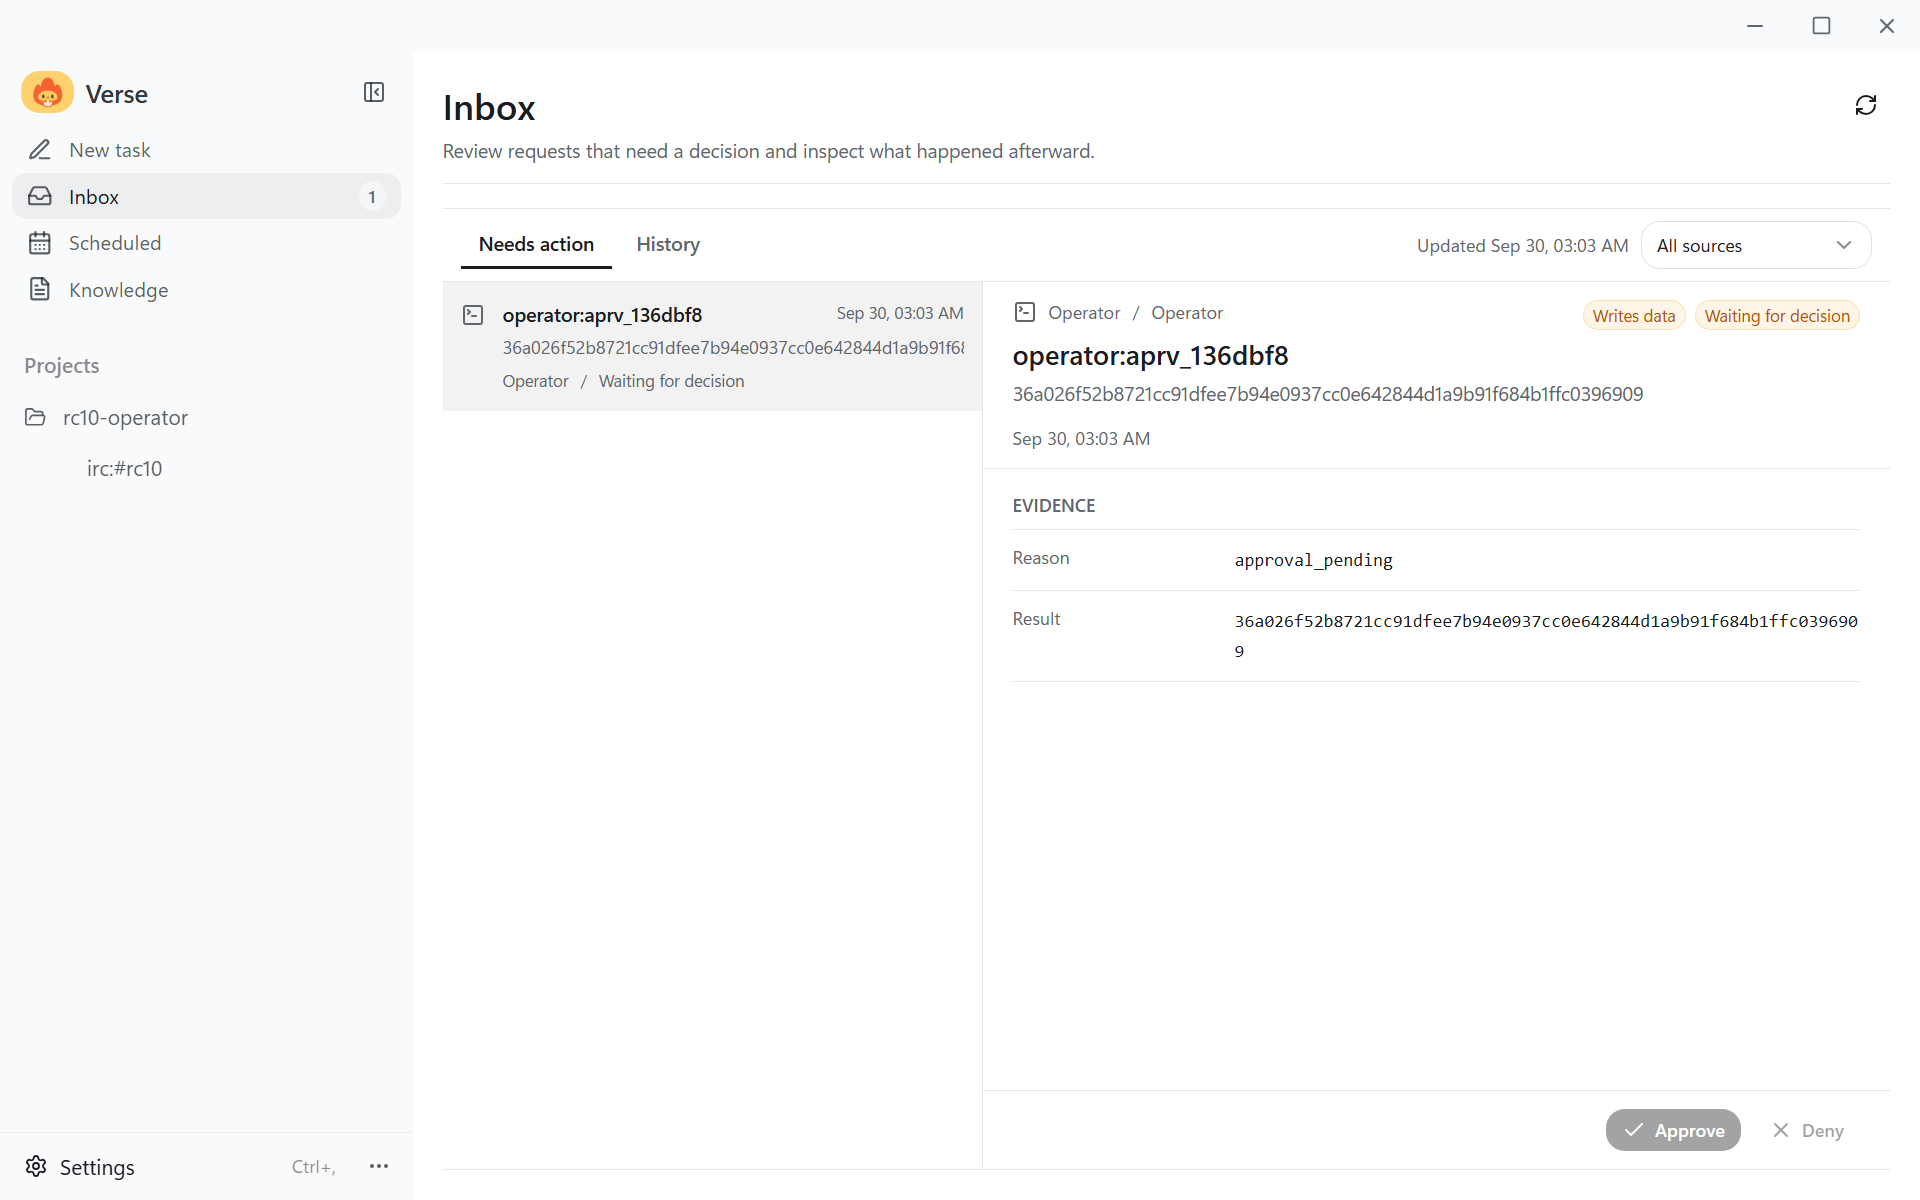 Verse
New task
Inbox 1
Scheduled
Knowledge
Projects
rc10-operator
irc:#rc10
Settings Ctrl+, ...
Inbox
Review requests that need a decision and inspect what happened afterward.
Needs action History Updated Sep 30, 03:03 AM All sources
operator:aprv_136dbf8 Sep 30, 03:03 AM
36a026f52b8721cc91dfee7b94e0937cc0e642844d1a9b91f68
Operator / Waiting for decision
Operator / Operator Writes data Waiting for decision
operator:aprv_136dbf8
36a026f52b8721cc91dfee7b94e0937cc0e642844d1a9b91f684b1ffc0396909
Sep 30, 03:03 AM
EVIDENCE
Reason approval_pending
Result 36a026f52b8721cc91dfee7b94e0937cc0e642844d1a9b91f684b1ffc039690
9
Approve Deny